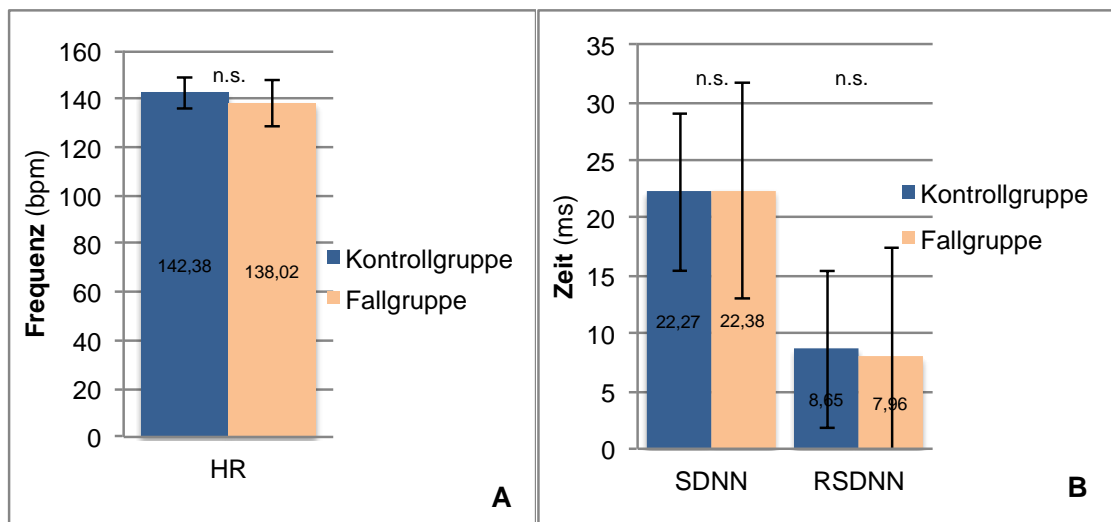 160
140
120
100
80
60
40
20
0
Frequenz (bpm)
n.s.
142,38
138,02
HR
Kontrollgruppe
Fallgruppe
A
35
30
25
20
15
10
5
0
Zeit (ms)
n.s.
n.s.
22,27
22,38
8,65
7,96
SDNN
RSDNN
Kontrollgruppe
Fallgruppe
B